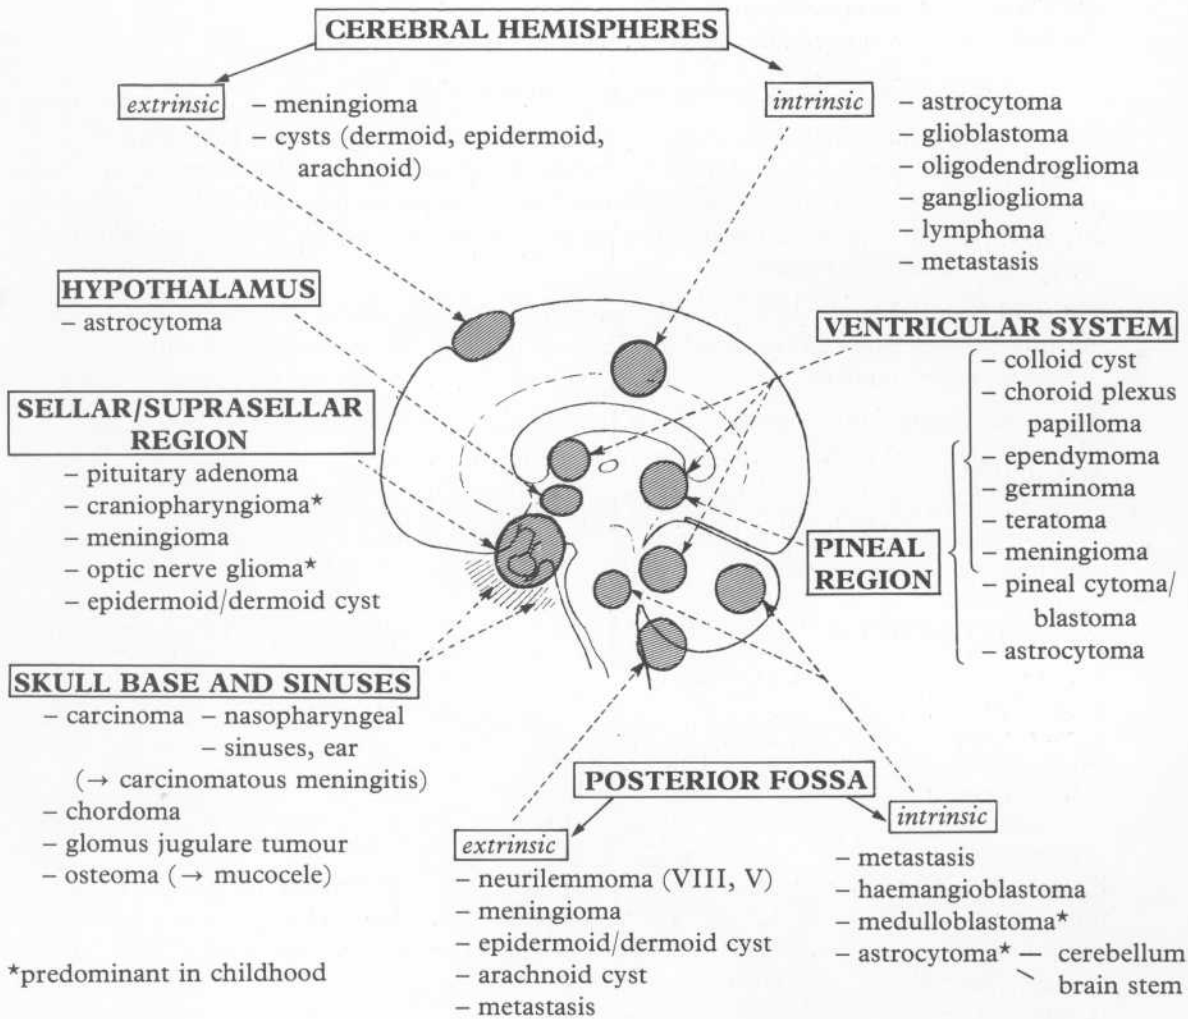 CEREBRAL HEMISPHERES
extrinsic
– meningioma
– cysts (dermoid, epidermoid,
arachnoid)
intrinsic
– astrocytoma
– glioblastoma
– oligodendroglioma
– ganglioglioma
– lymphoma
– metastasis
HYPOTHALAMUS
– astrocytoma
SELLAR/SUPRASELLAR
REGION
– pituitary adenoma
– craniopharyngioma★
– meningioma
– optic nerve glioma★
– epidermoid/dermoid cyst
VENTRICULAR SYSTEM
– colloid cyst
– choroid plexus
papilloma
– ependymoma
– germinoma
– teratoma
– meningioma
– pineal cytoma/
blastoma
– astrocytoma
PINEAL
REGION
SKULL BASE AND SINUSES
– carcinoma – nasopharyngeal
– sinuses, ear
(→ carcinomatous meningitis)
– chordoma
– glomus jugulare tumour
– osteoma (→ mucocele)
POSTERIOR FOSSA
extrinsic
– neurilemmoma (VIII, V)
– meningioma
– epidermoid/dermoid cyst
– arachnoid cyst
– metastasis
intrinsic
– metastasis
– haemangioblastoma
– medulloblastoma★
– astrocytoma★ – cerebellum
brain stem
★predominant in childhood